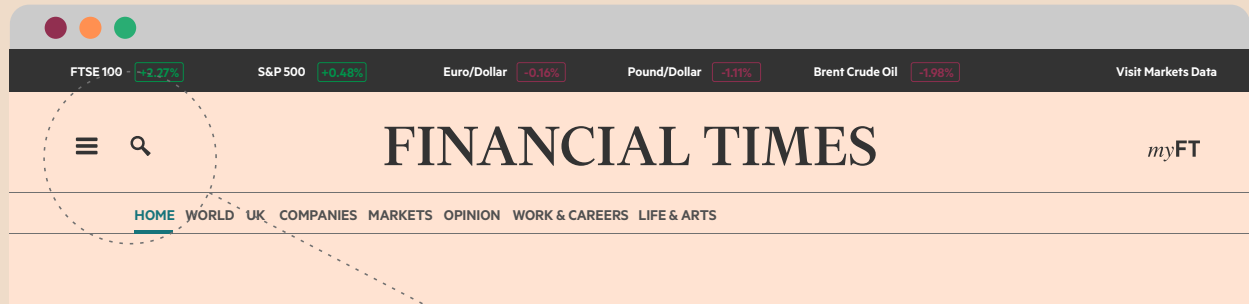 FTSE 100 +2.27% S&P 500 +0.48% Euro/Dollar -0.16% Pound/Dollar -1.11% Brent Crude Oil -1.98% Visit Markets Data
FINANCIAL TIMES
myFT
HOME WORLD UK COMPANIES MARKETS OPINION WORK & CAREERS LIFE & ARTS